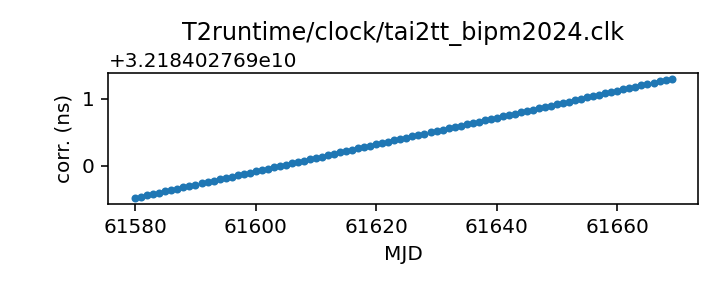 T2runtime/clock/tai2tt_bipm2024.clk
+3.218402769e10
corr. (ns)
1
0
61580 61600 61620 61640 61660
MJD